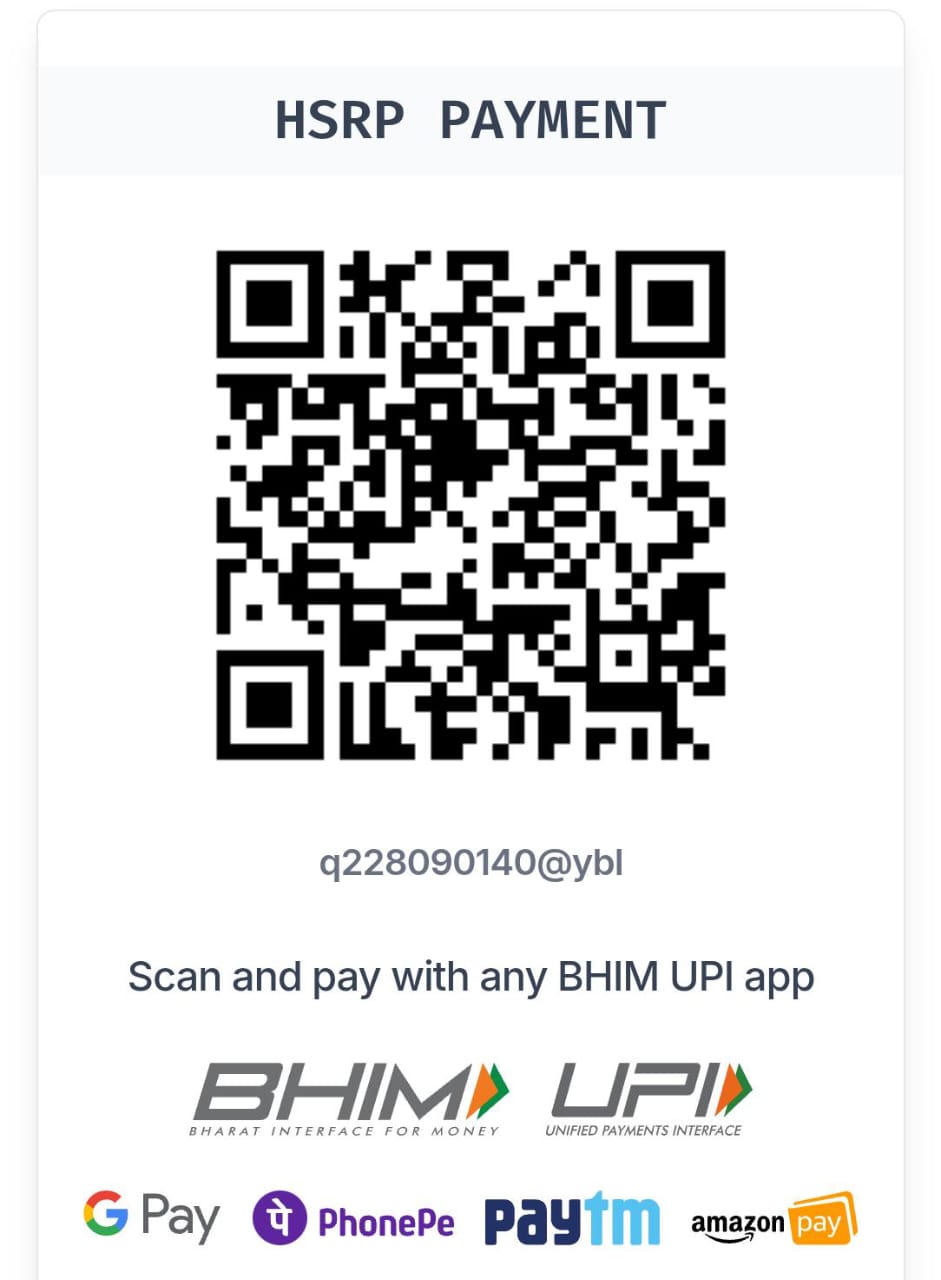 HSRP PAYMENT
q228090140@ybl
Scan and pay with any BHIM UPI app
BHIM UPI
BHARAT INTERFACE FOR MONEY UNIFIED PAYMENTS INTERFACE
G Pay पे PhonePe paytm amazon pay